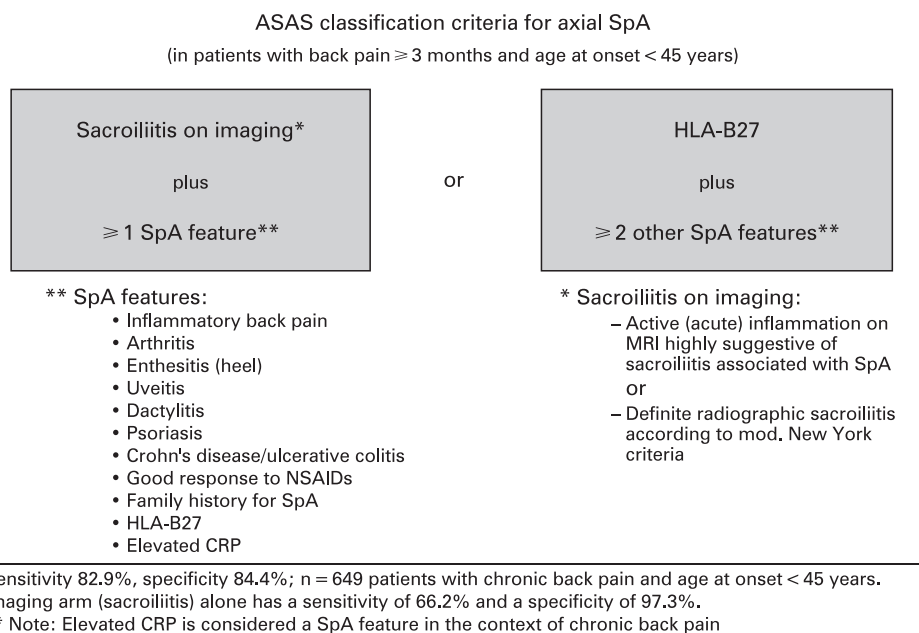 ASAS classification criteria for axial SpA
(in patients with back pain ⩾ 3 months and age at onset < 45 years)
Sacroiliitis on imaging*
plus
⩾ 1 SpA feature**
or
HLA-B27
plus
⩾ 2 other SpA features**
** SpA features:
• Inflammatory back pain
• Arthritis
• Enthesitis (heel)
• Uveitis
• Dactylitis
• Psoriasis
• Crohn's disease/ulcerative colitis
• Good response to NSAIDs
• Family history for SpA
• HLA-B27
• Elevated CRP
* Sacroiliitis on imaging:
– Active (acute) inflammation on
MRI highly suggestive of
sacroiliitis associated with SpA
or
– Definite radiographic sacroiliitis
according to mod. New York
criteria
ensitivity 82.9%, specificity 84.4%; n = 649 patients with chronic back pain and age at onset < 45 years.
maging arm (sacroiliitis) alone has a sensitivity of 66.2% and a specificity of 97.3%.
* Note: Elevated CRP is considered a SpA feature in the context of chronic back pain